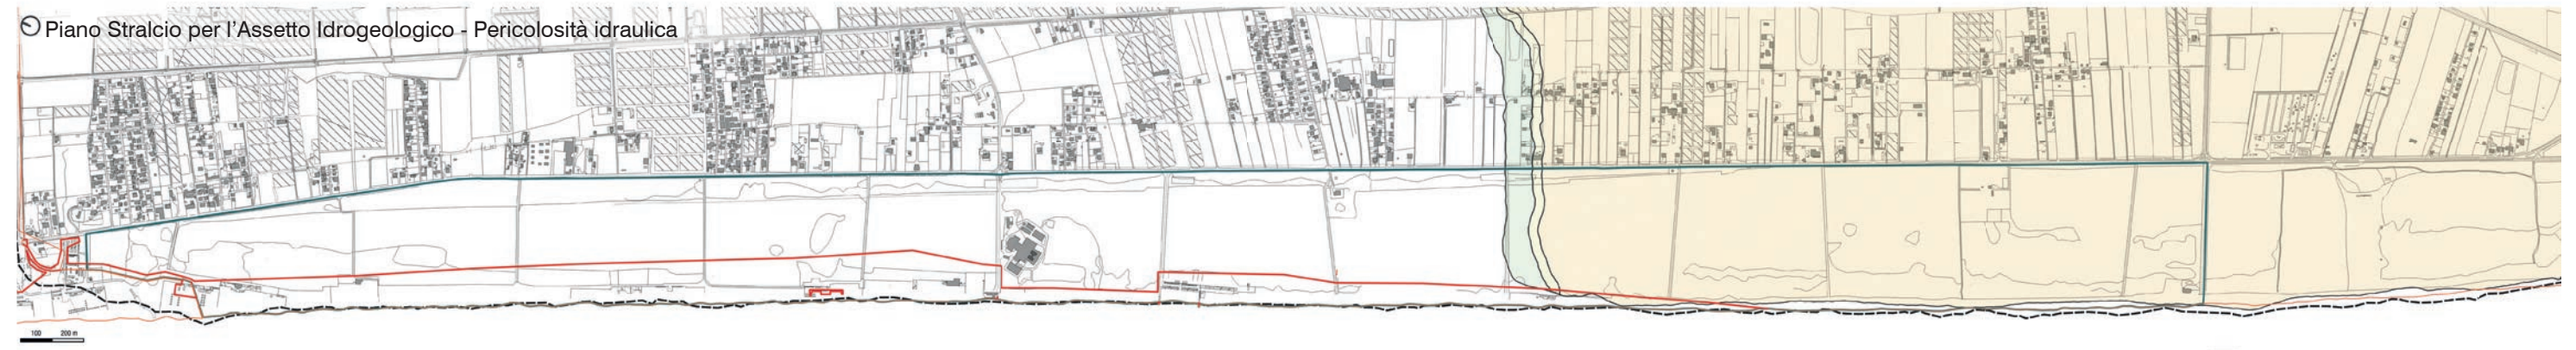 Piano Stralcio per l'Assetto Idrogeologico - Pericolosità idraulica
100 200 m